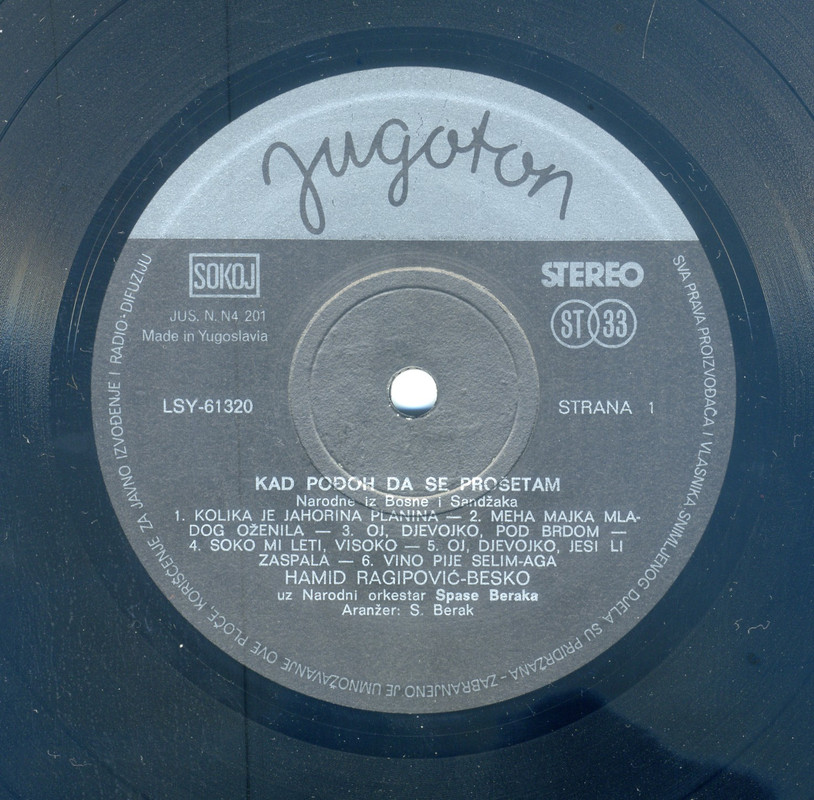 jugoton
SOKOJ
JUS. N. N4 201
Made in Yugoslavia
STEREO
ST 33
LSY-61320
STRANA 1
KAD POĐOH DA SE PROŠETAM
Narodne iz Bosne i Sandžaka
1. KOLIKA JE JAHORINA PLANINA — 2. MEHA MAJKA MLA-
DOG OŽENILA — 3. OJ, DJEVOJKO, POD BRDOM —
4. SOKO MI LETI, VISOKO — 5. OJ, DJEVOJKO, JESI LI
ZASPALA — 6. VINO PIJE SELIM-AGA
HAMID RAGIPOVIĆ-BESKO
uz Narodni orkestar Spase Beraka
Aranžer: S. Berak
SVA PRAVA PROIZVOĐAČA I VLASNIKA SNIMLJENOG DJELA SU PRIDRŽANA - ZABRANJENO JE UMNOŽAVANJE OVE PLOČE, KORIŠĆENJE ZA JAVNO IZVOĐENJE I RADIO-DIFUZIJU